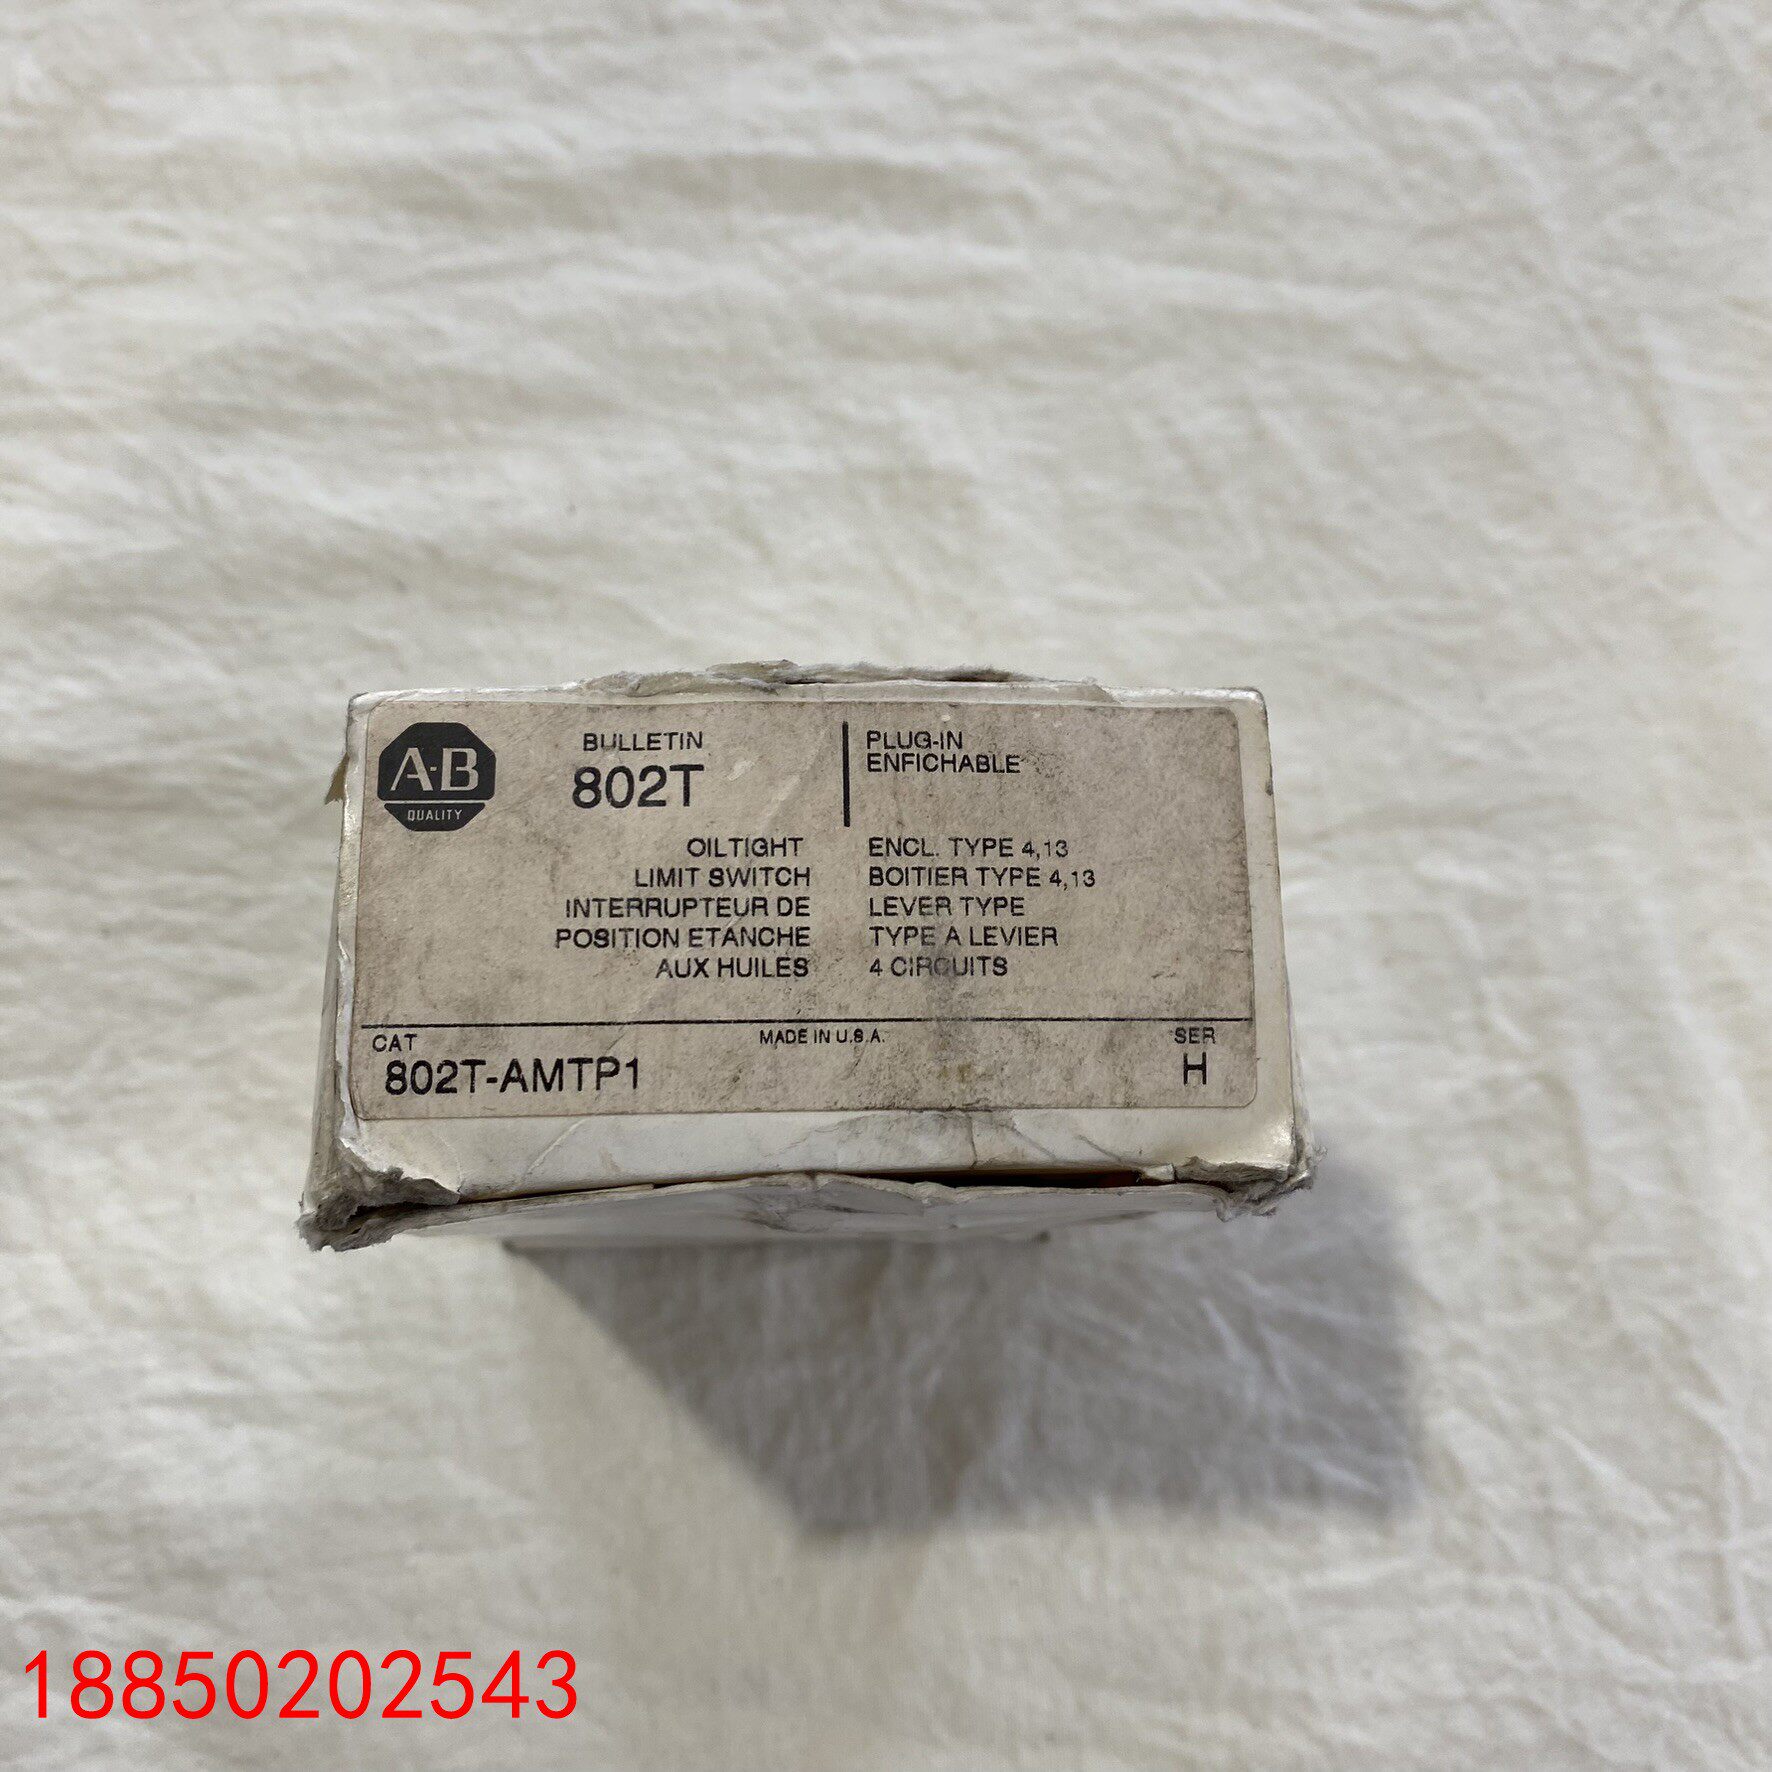 A-B
QUALITY
BULLETIN
802T
PLUG-IN
ENFICHABLE
OILTIGHT
LIMIT SWITCH
INTERRUPTEUR DE
POSITION ETANCHE
AUX HUILES
ENCL. TYPE 4,13
BOITIER TYPE 4,13
LEVER TYPE
TYPE A LEVIER
4 CIRCUITS
CAT
802T-AMTP1
MADE IN U.S.A.
SER
H
18850202543